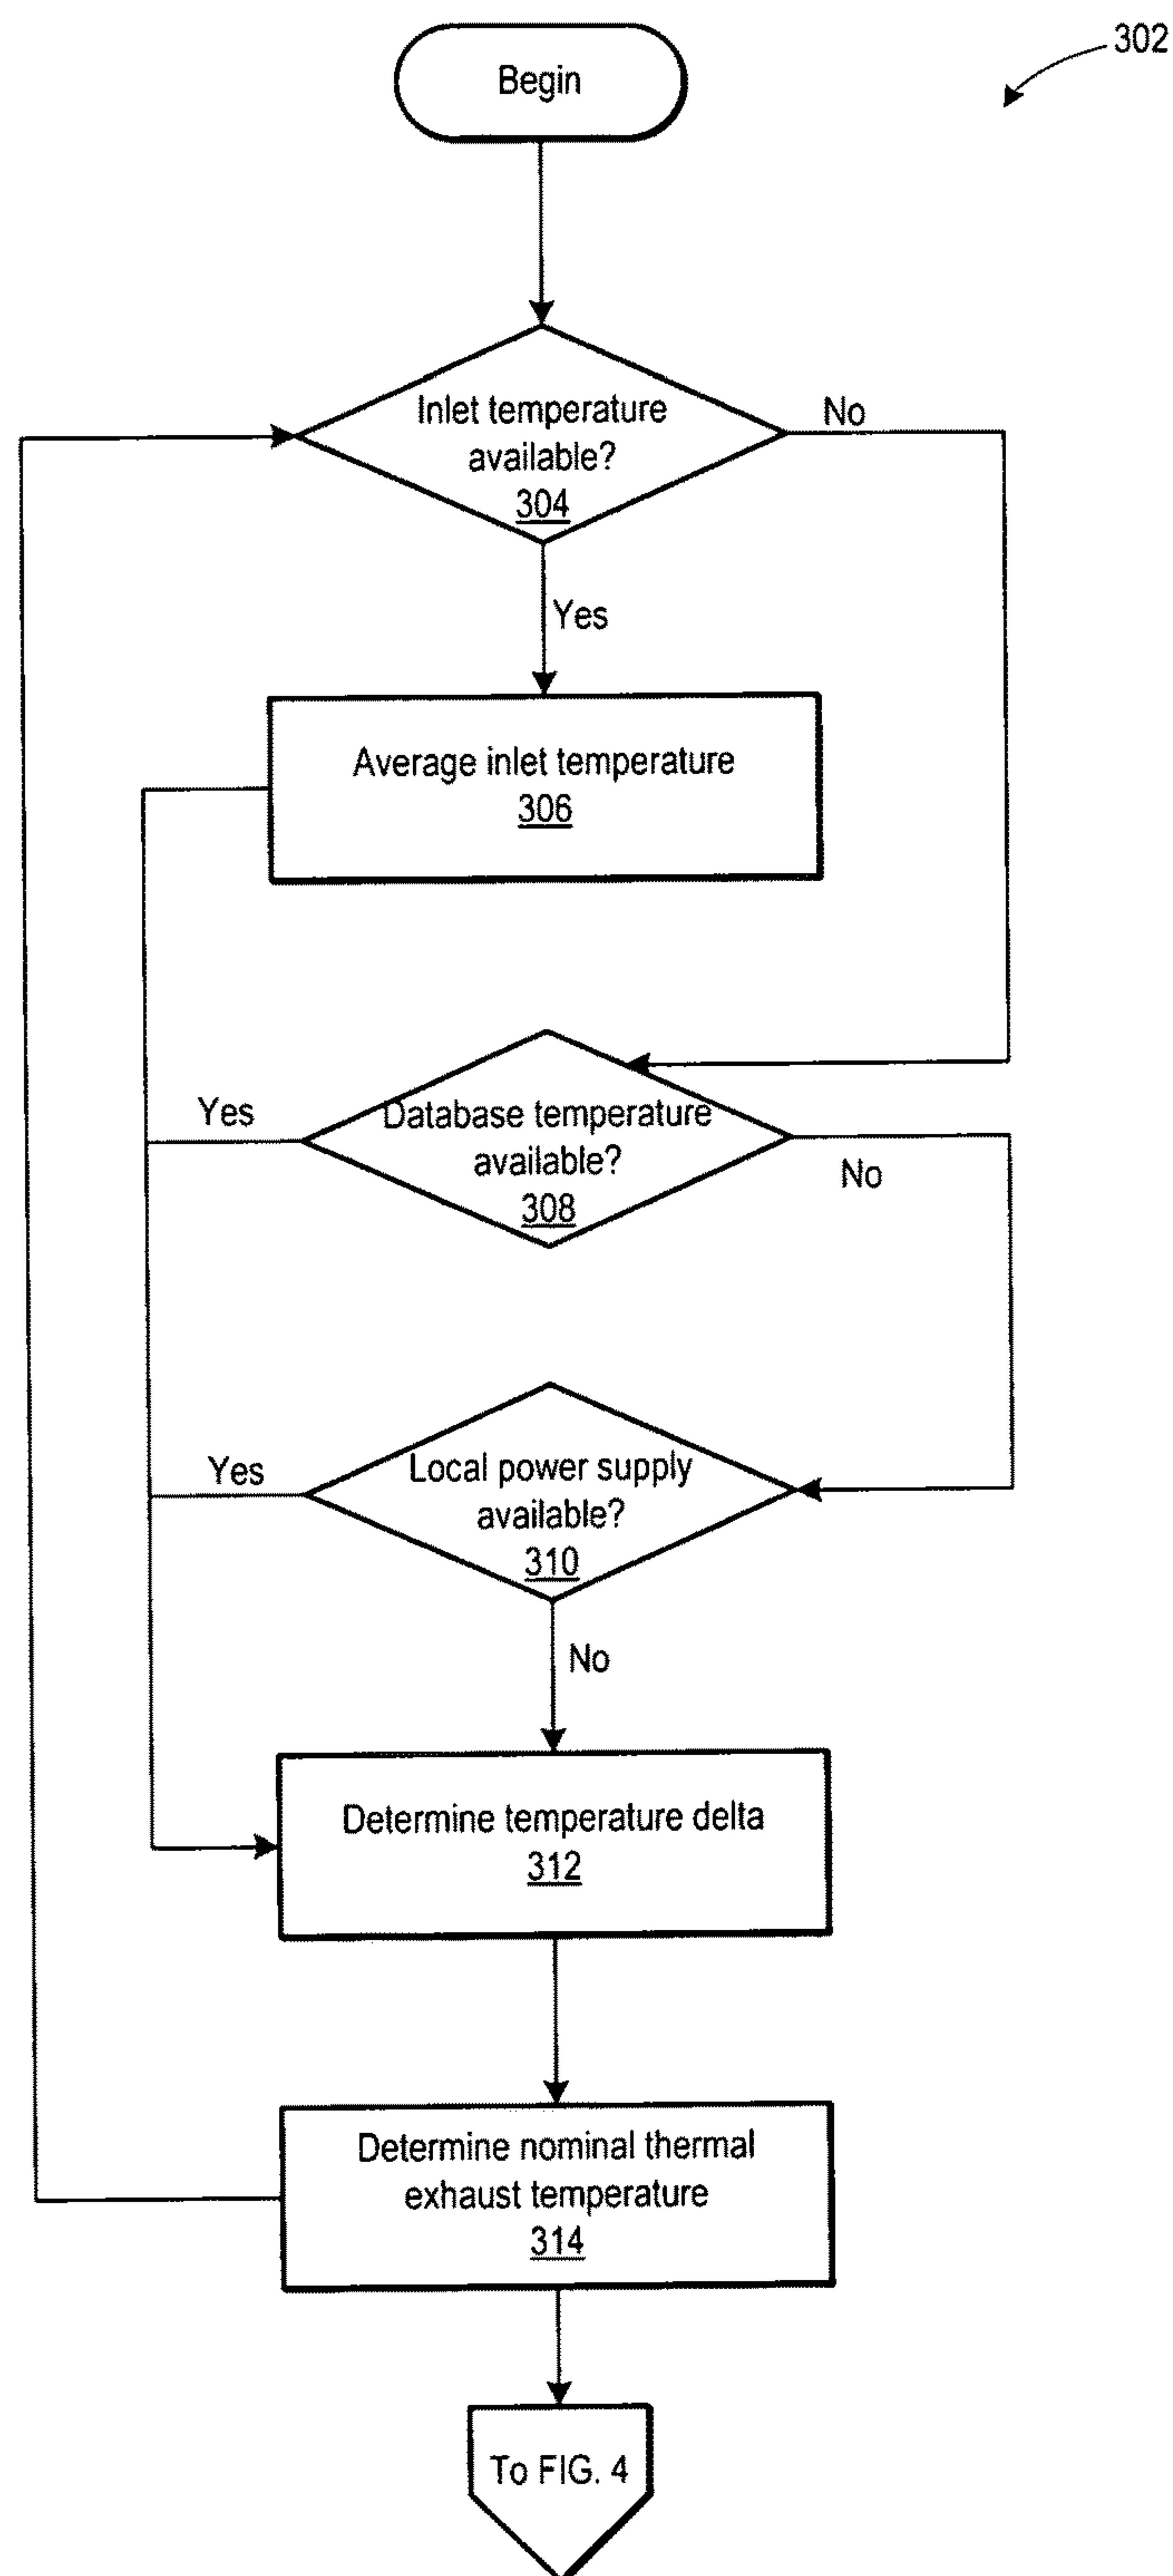 302
Begin
Inlet temperature
available?
304
No
Yes
Average inlet temperature
306
Yes
Database temperature
available?
308
No
Yes
Local power supply
available?
310
No
Determine temperature delta
312
Determine nominal thermal
exhaust temperature
314
To FIG. 4